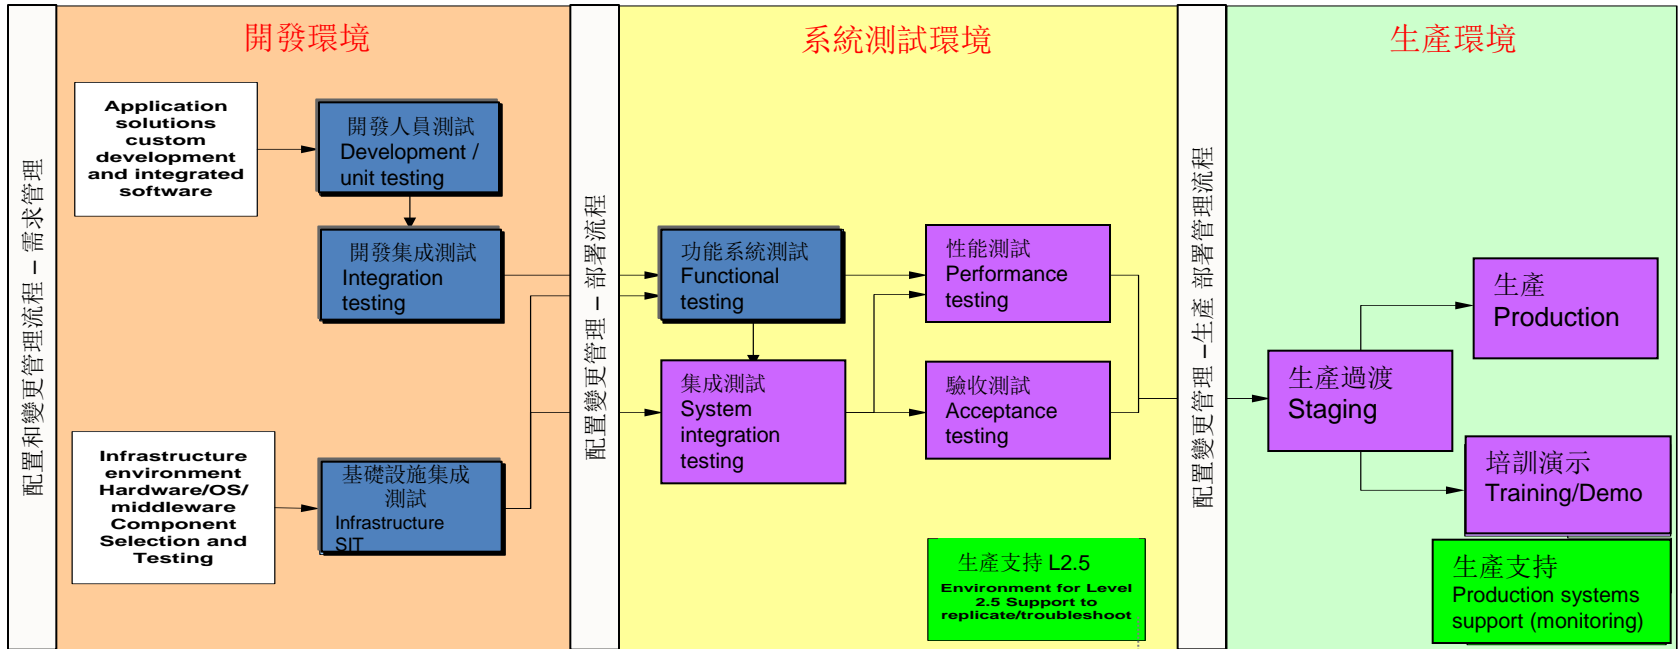 配置和變更管理流程 – 需求管理
開發環境
Application
solutions
custom
development
and integrated
software
開發人員測試
Development /
unit testing
開發集成測試
Integration
testing
Infrastructure
environment
Hardware/OS/
middleware
Component
Selection and
Testing
基礎設施集成
測試
Infrastructure
SIT
配置變更管理 – 部署流程
系統測試環境
功能系統測試
Functional
testing
性能測試
Performance
testing
集成測試
System
integration
testing
驗收測試
Acceptance
testing
生產支持 L2.5
Environment for Level
2.5 Support to
replicate/troubleshoot
配置變更管理 –生產 部署管理流程
生產環境
生產
Production
生產過渡
Staging
培訓演示
Training/Demo
生產支持
Production systems
support (monitoring)